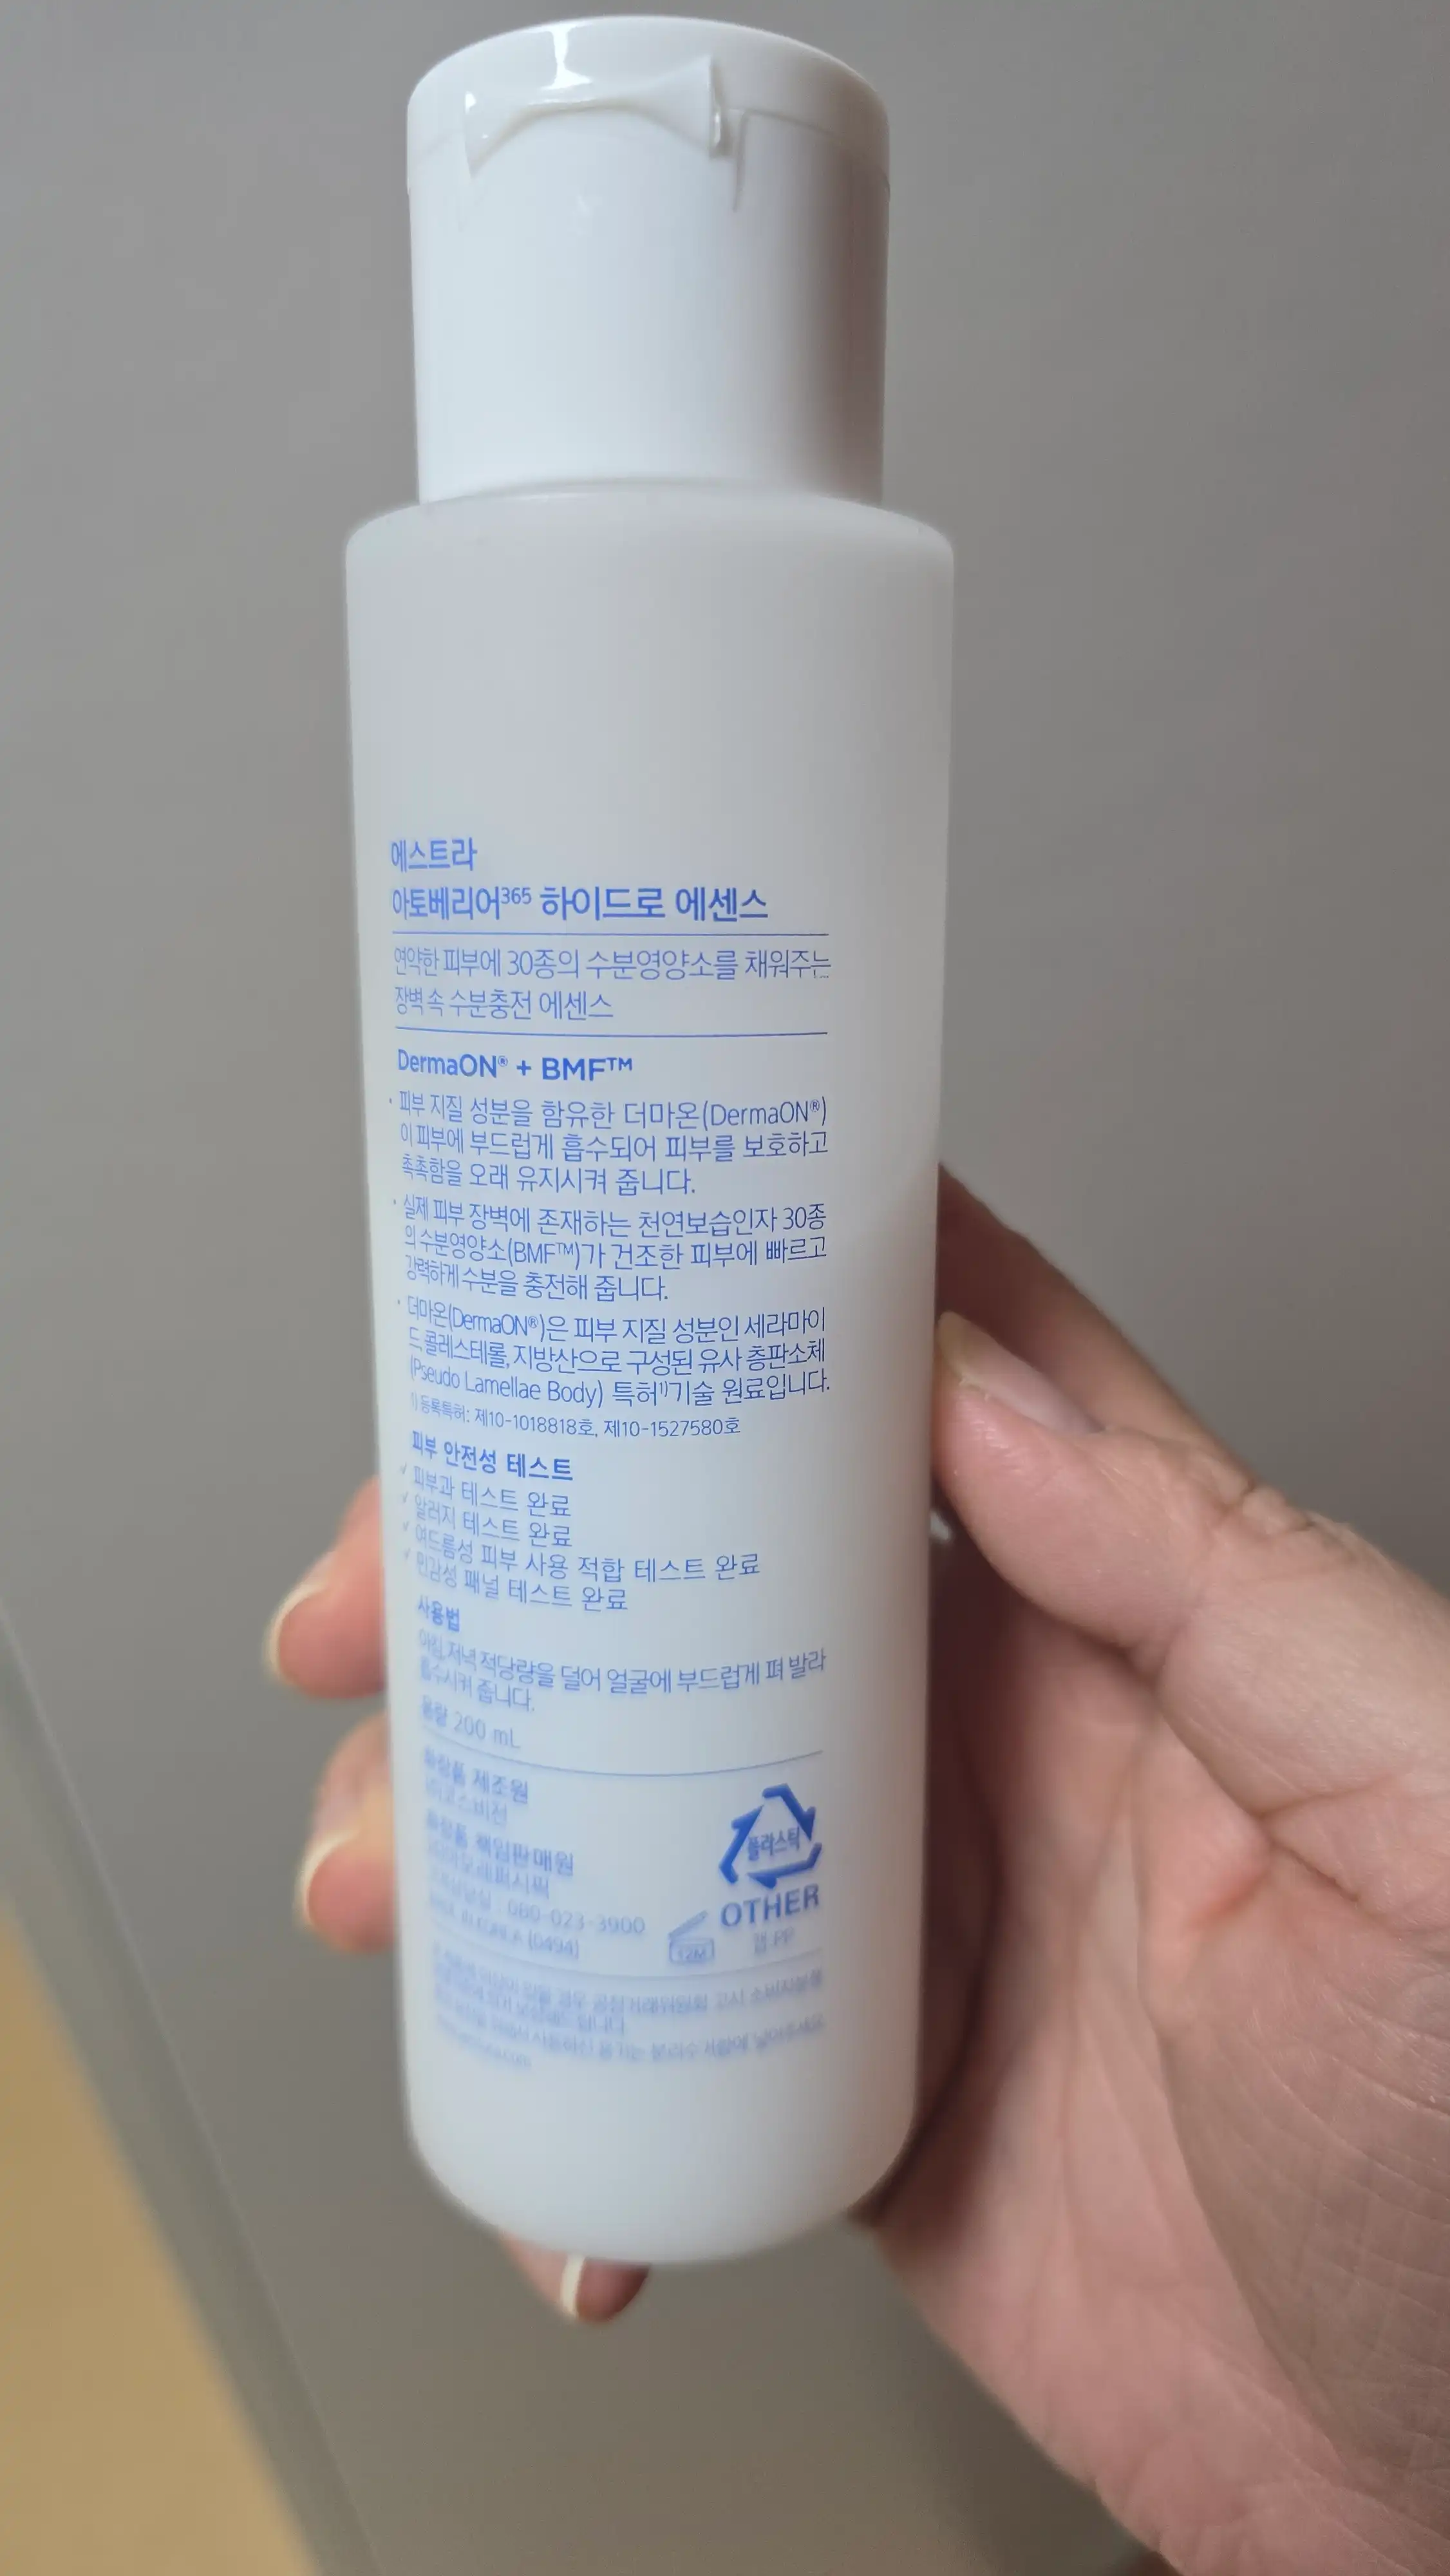 에스트라
아토베리어365 하이드로 에센스
연약한 피부에 30종의 수분영양소를 채워주는
장벽 속 수분충전 에센스
DermaON® + BMF™
· 피부 지질 성분을 함유한 더마온(DermaON®)
이 피부에 부드럽게 흡수되어 피부를 보호하고
촉촉함을 오래 유지시켜 줍니다.
· 실제 피부 장벽에 존재하는 천연보습인자 30종
의 수분영양소(BMF™)가 건조한 피부에 빠르고
강력하게 수분을 충전해 줍니다.
· 더마온(DermaON®)은 피부 지질 성분인 세라마이
드, 콜레스테롤, 지방산으로 구성된 유사 층판소체
(Pseudo Lamellae Body) 특허1)기술 원료입니다.
1) 등록특허: 제10-1018818호, 제10-1527580호
피부 안전성 테스트
✓ 피부과 테스트 완료
✓ 알러지 테스트 완료
✓ 여드름성 피부 사용 적합 테스트 완료
✓ 민감성 패널 테스트 완료
사용법
아침, 저녁 적당량을 덜어 얼굴에 부드럽게 펴 발라
흡수시켜 줍니다.
용량 200 mL
화장품 제조원
화장품 책임판매원
080-023-3900
MADE IN KOREA (0494)
플라스틱
OTHER
캡 PP
12M